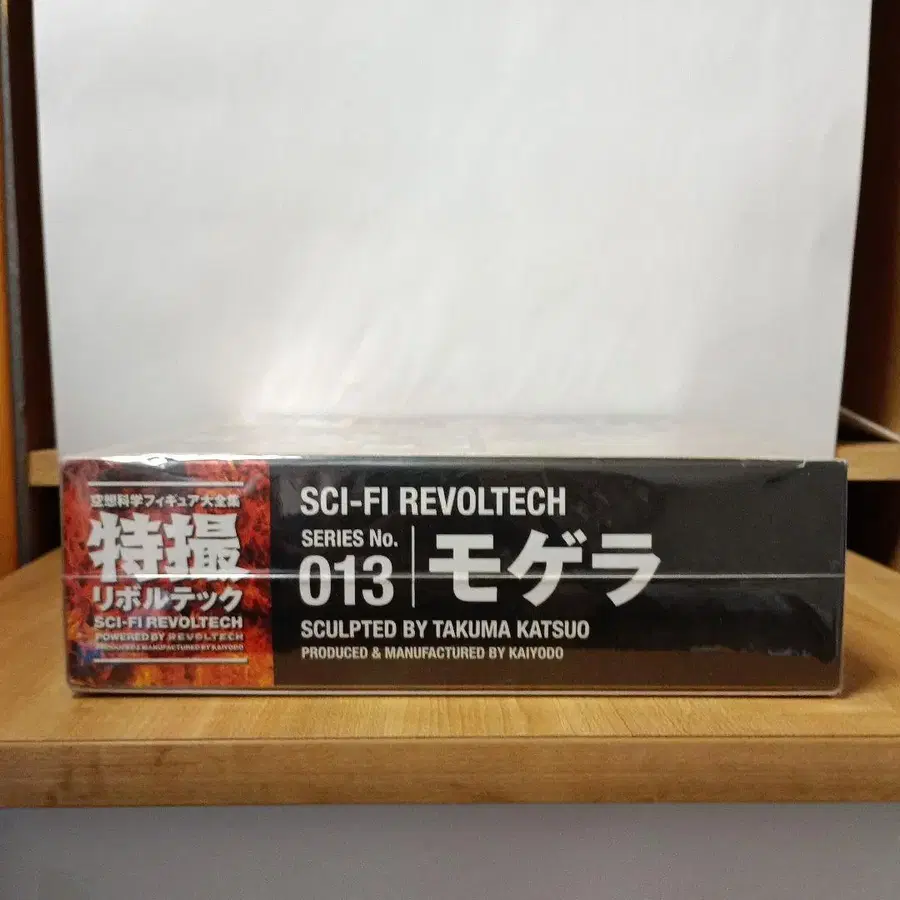 空想科学フィギュア大全集
特撮
リボルテック
SCI-FI REVOLTECH
POWERED BY REVOLTECH
PRODUCED & MANUFACTURED BY KAIYODO
SCI-FI REVOLTECH
SERIES No.
013
モゲラ
SCULPTED BY TAKUMA KATSUO
PRODUCED & MANUFACTURED BY KAIYODO